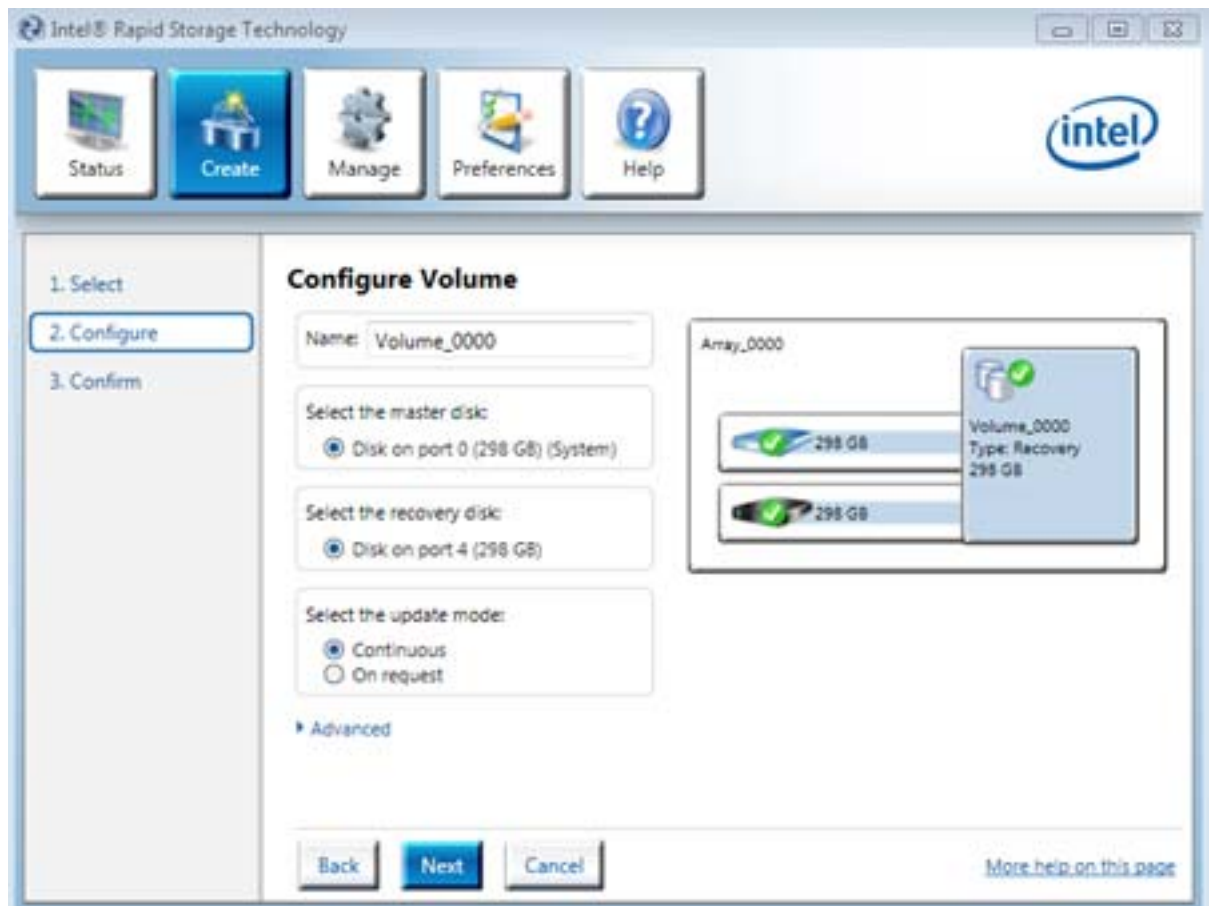 Intel® Rapid Storage Technology
Status
Create
Manage
Preferences
Help
intel
1. Select
2. Configure
3. Confirm
Configure Volume
Name: Volume_0000
Select the master disk:
Disk on port 0 (298 GB) (System)
Select the recovery disk:
Disk on port 4 (298 GB)
Select the update mode:
Continuous
On request
Advanced
Array_0000
298 GB
298 GB
Volume_0000
Type: Recovery
298 GB
Back
Next
Cancel
More help on this page